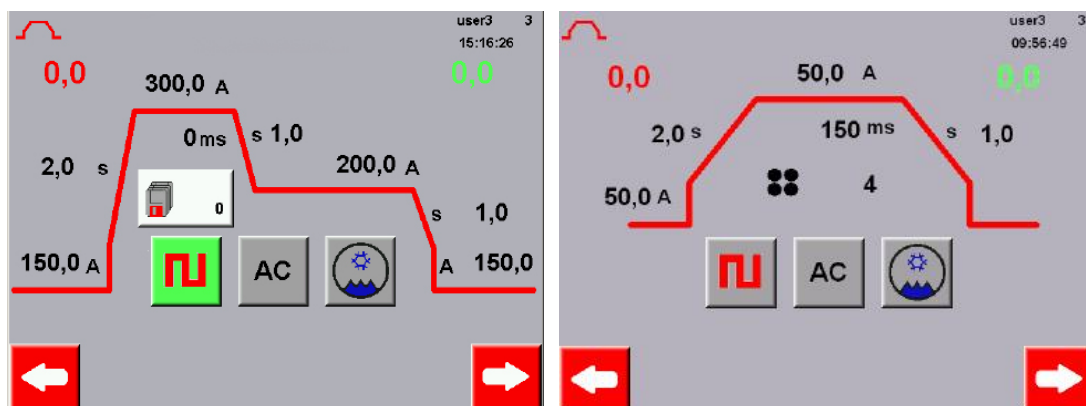 user3 3
15:16:26
0,0 0,0
300,0 A
0 ms s 1,0
2,0 s
200,0 A
0
s 1,0
150,0 A AC A 150,0
user3 3
09:56:49
0,0 0,0
50,0 A
2,0 s 150 ms s 1,0
50,0 A 4
AC